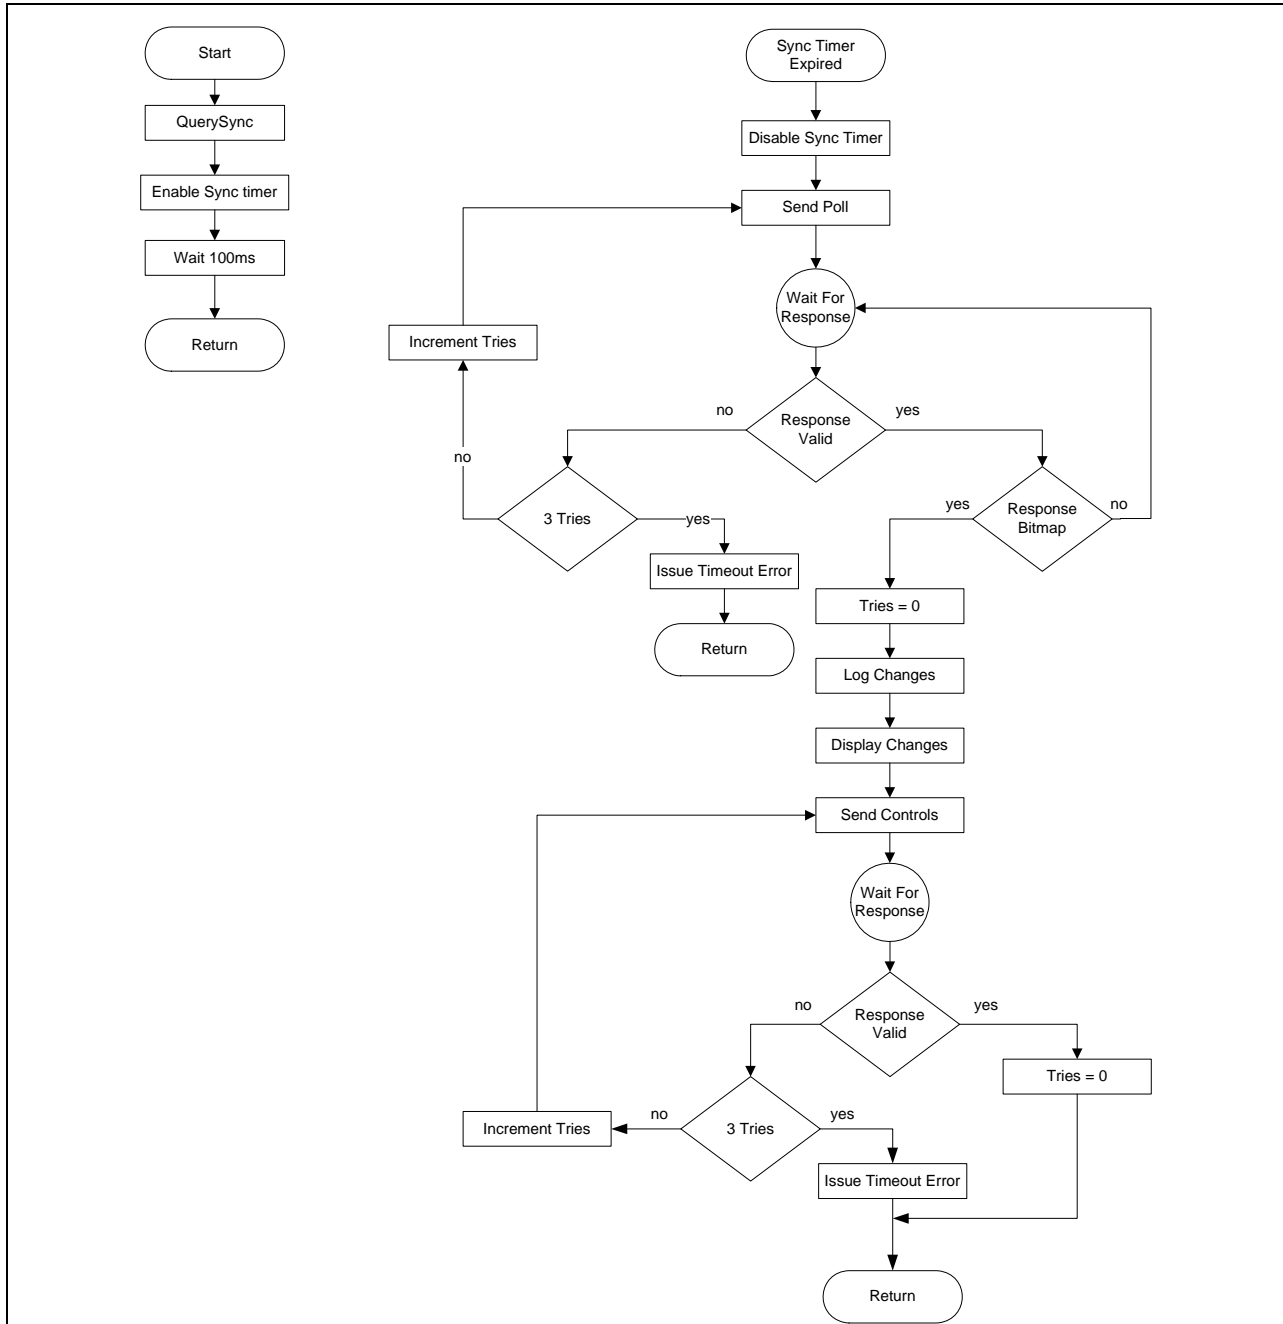 Start
QuerySync
Enable Sync timer
Wait 100ms
Return
Sync Timer
Expired
Disable Sync Timer
Send Poll
Wait For
Response
Increment Tries
no
Response
Valid
yes
no
3 Tries
yes
Issue Timeout Error
Return
yes
Response
Bitmap
no
Tries = 0
Log Changes
Display Changes
Send Controls
Wait For
Response
no
Response
Valid
yes
Tries = 0
Increment Tries
no
3 Tries
yes
Issue Timeout Error
Return